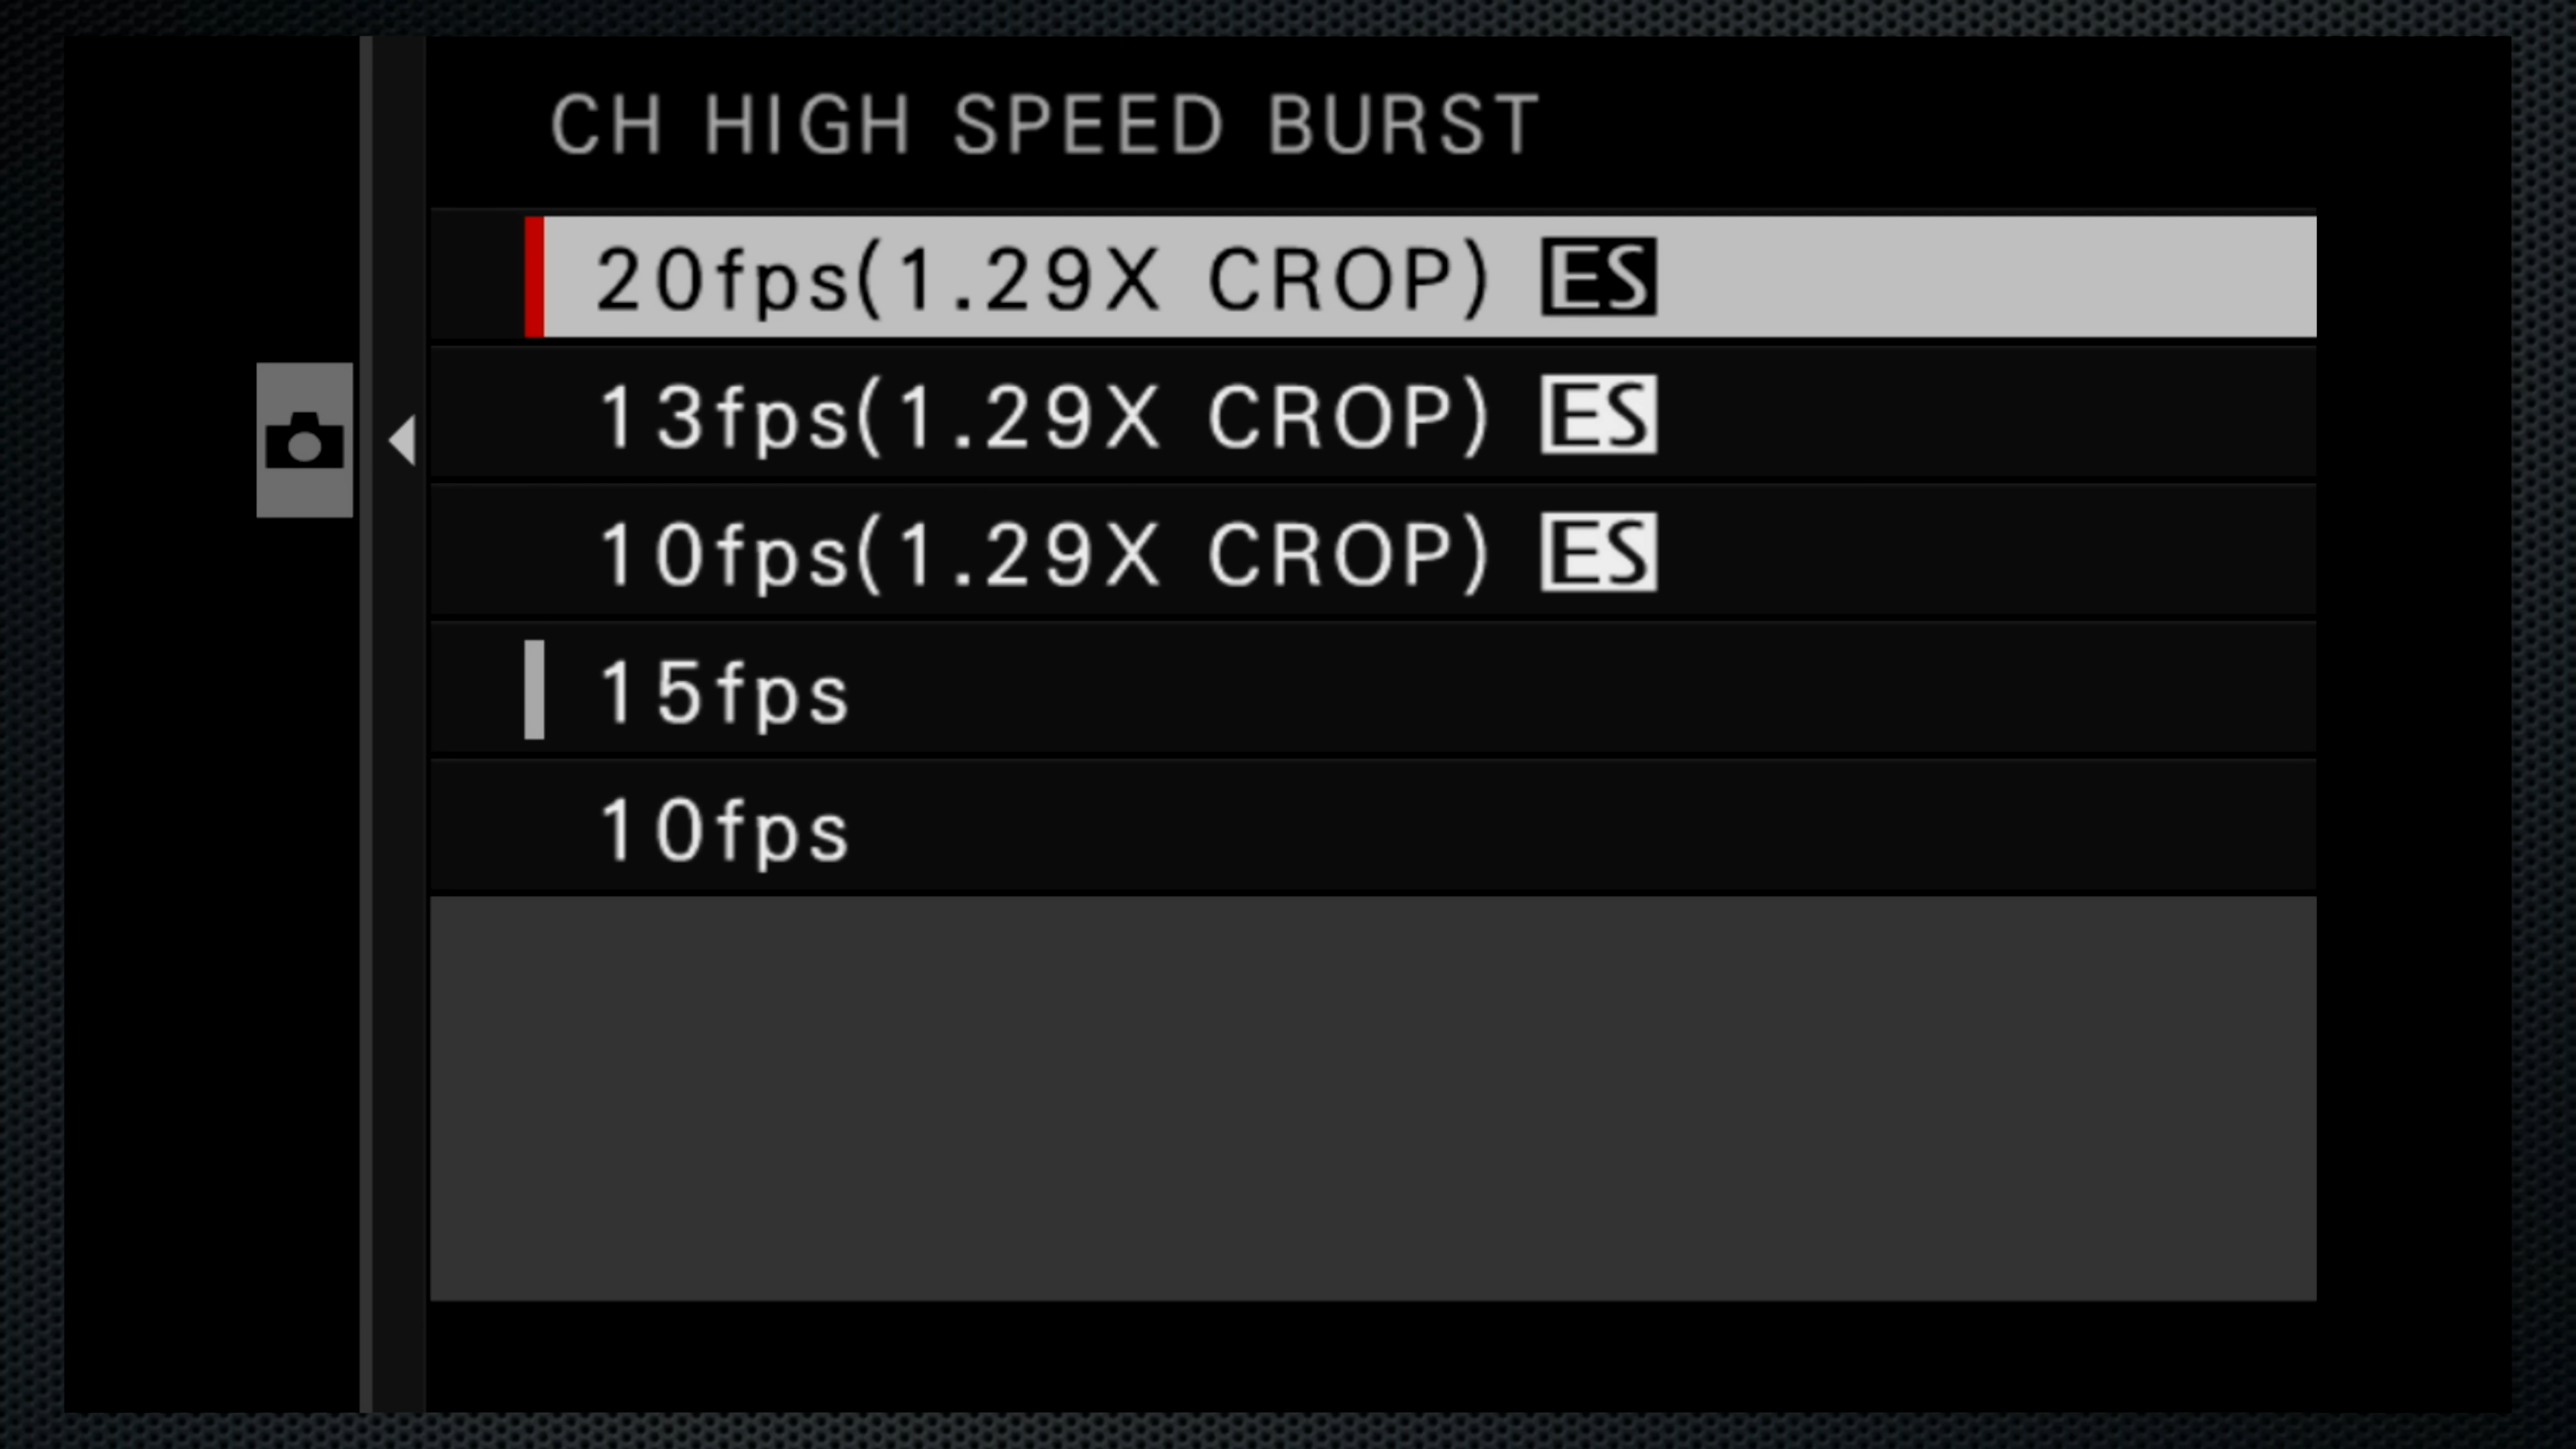 CH HIGH SPEED BURST
20fps(1.29X CROP) ES
13fps(1.29X CROP) ES
10fps(1.29X CROP) ES
15fps
10fps